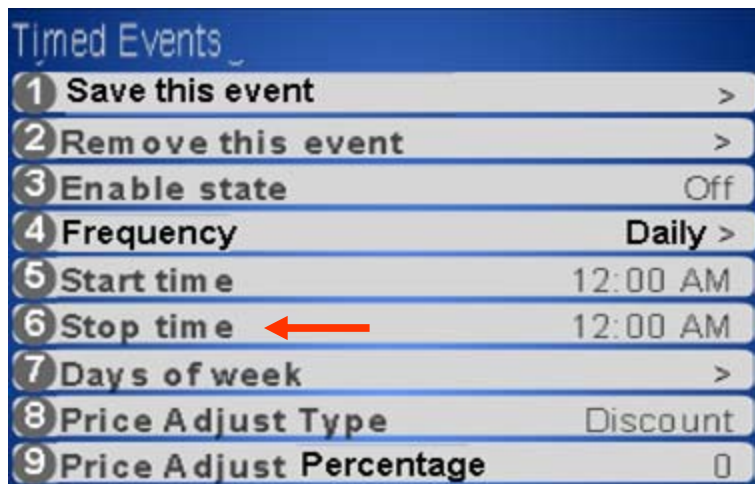 Timed Events
1 Save this event >
2 Remove this event >
3 Enable state Off
4 Frequency Daily >
5 Start time 12:00 AM
6 Stop time 12:00 AM
7 Days of week >
8 Price Adjust Type Discount
9 Price Adjust Percentage 0